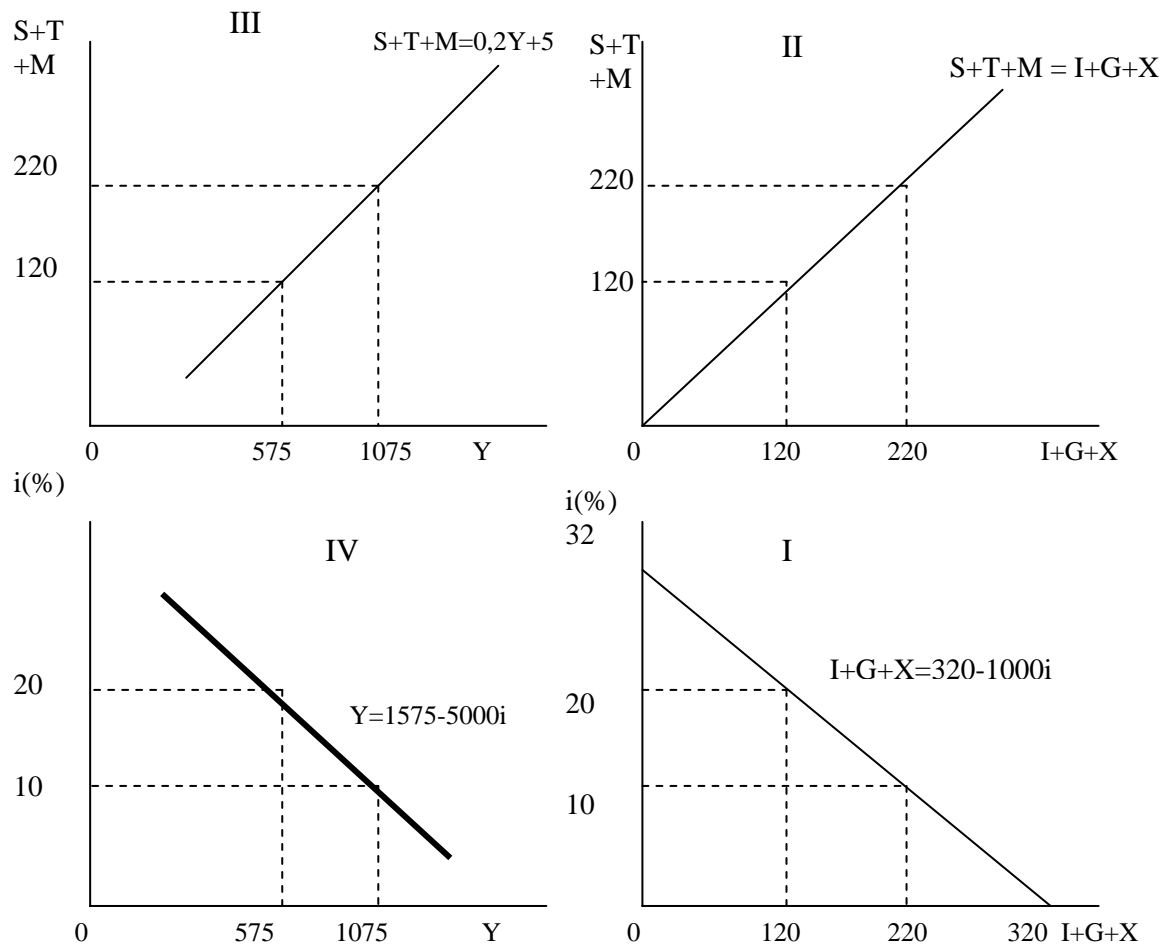 III
S+T
+M
S+T+M=0,2Y+5
220
120
0
575
1075
Y
II
S+T
+M
S+T+M = I+G+X
220
120
0
120
220
I+G+X
i(%)
IV
20
Y=1575-5000i
10
0
575
1075
Y
i(%)
32
I
I+G+X=320-1000i
20
10
0
120
220
320
I+G+X